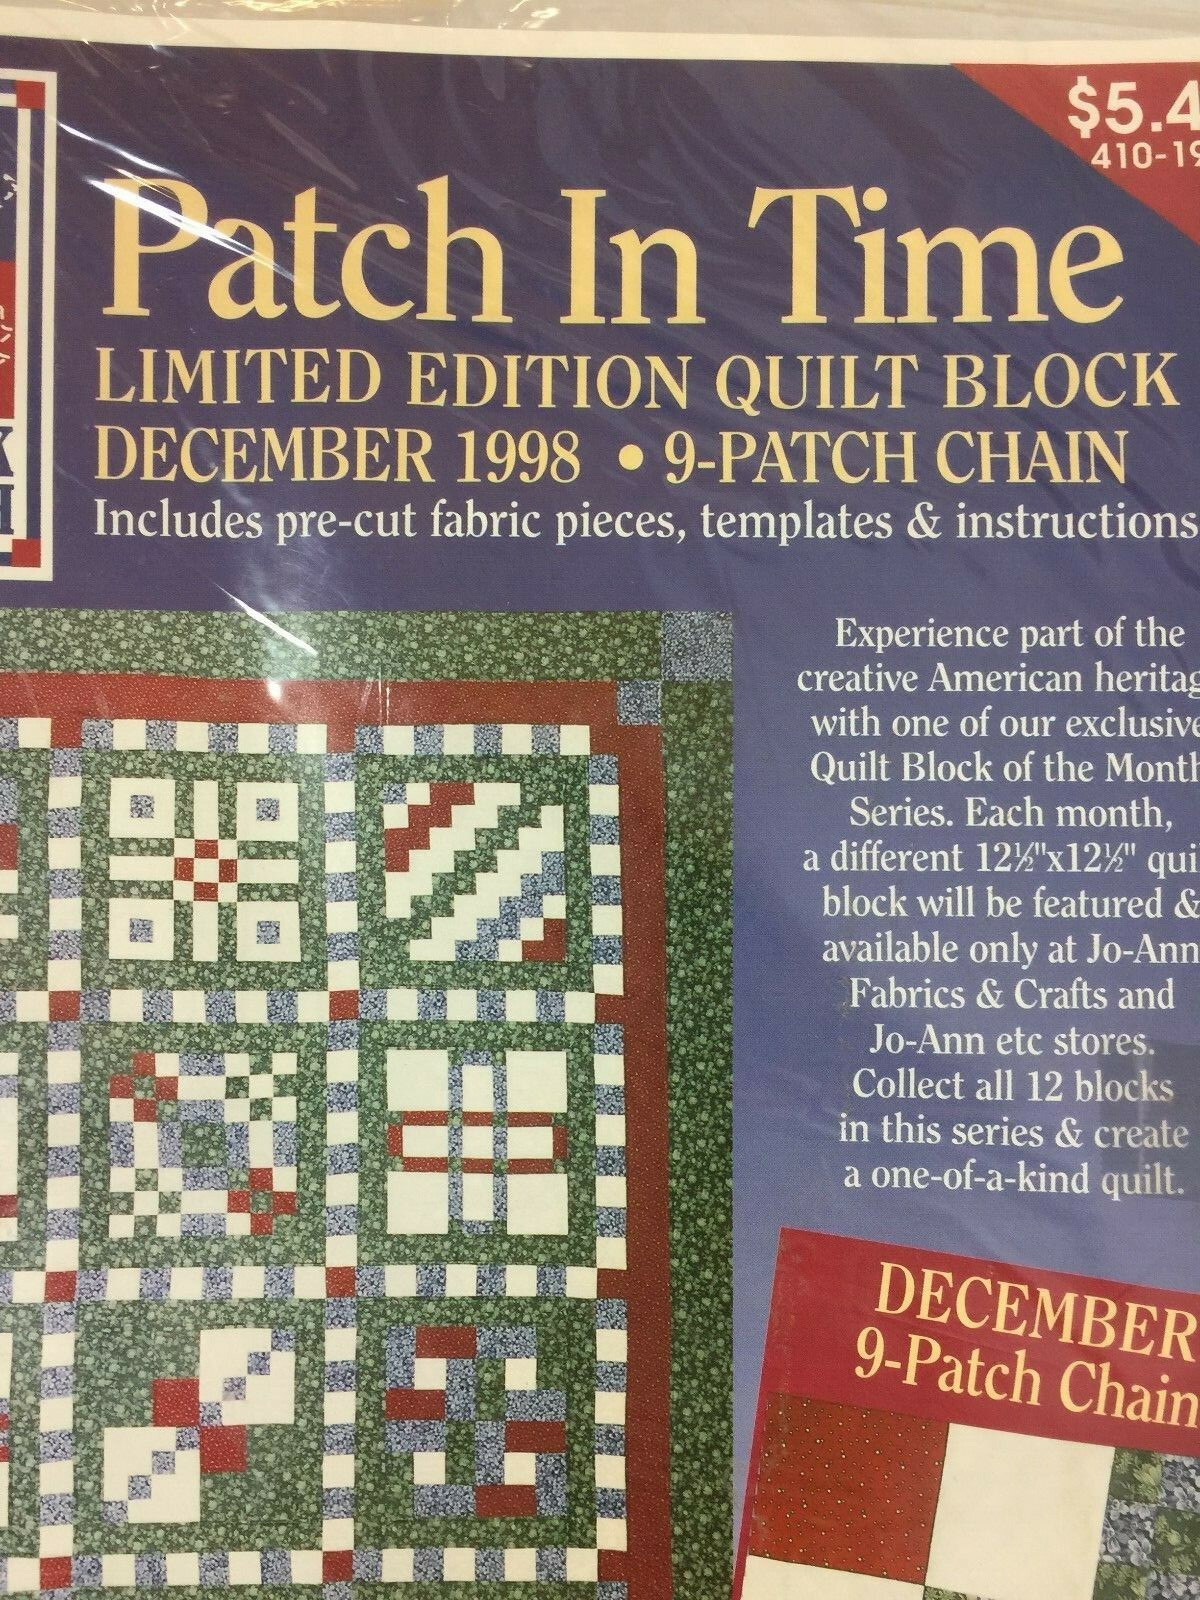 $5.4
410-19
Patch In Time
LIMITED EDITION QUILT BLOCK
DECEMBER 1998 • 9-PATCH CHAIN
Includes pre-cut fabric pieces, templates & instructions
Experience part of the
creative American heritag
with one of our exclusive
Quilt Block of the Month
Series. Each month,
a different 12½"x12½" quil
block will be featured &
available only at Jo-Ann
Fabrics & Crafts and
Jo-Ann etc stores.
Collect all 12 blocks
in this series & create
a one-of-a-kind quilt.
DECEMBER
9-Patch Chain